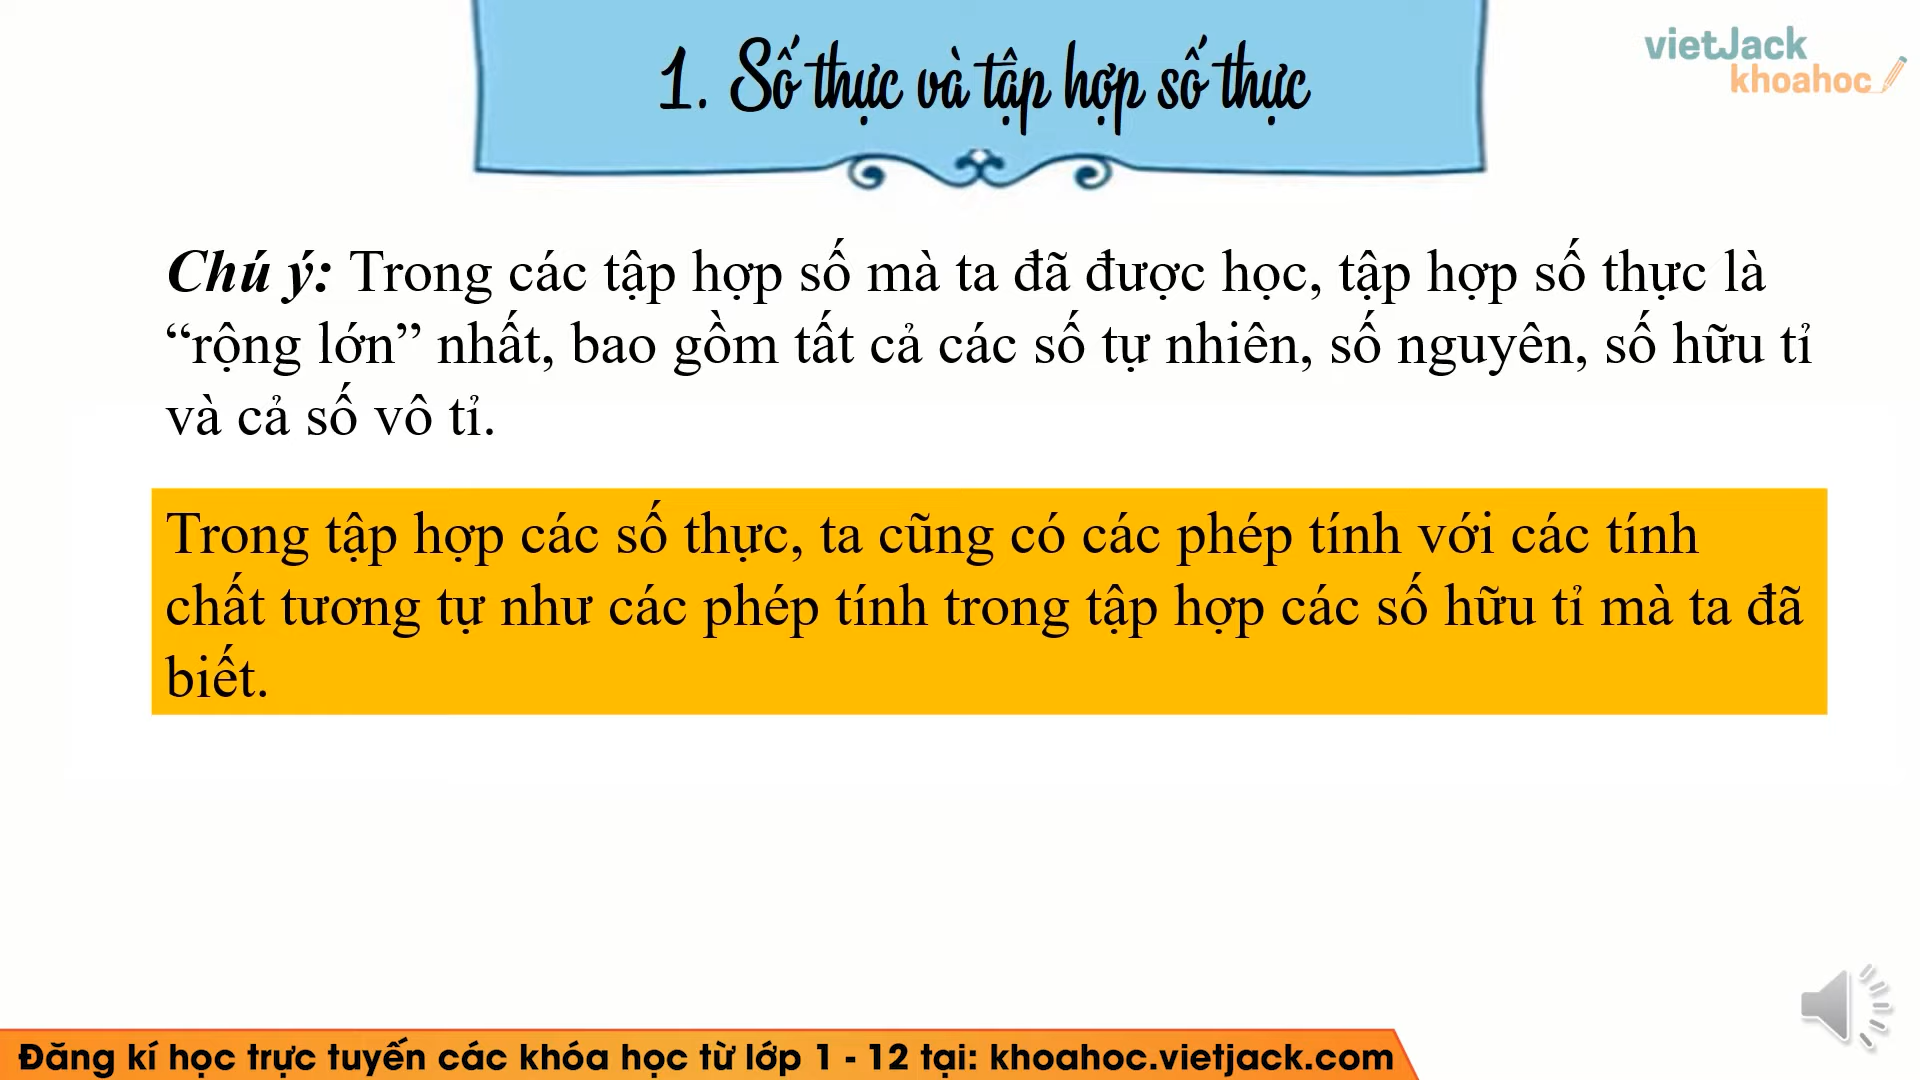 1. Số thực và tập hợp số thực
vietJack
khoahoc
Chú ý: Trong các tập hợp số mà ta đã được học, tập hợp số thực là
“rộng lớn” nhất, bao gồm tất cả các số tự nhiên, số nguyên, số hữu tỉ
và cả số vô tỉ.
Trong tập hợp các số thực, ta cũng có các phép tính với các tính
chất tương tự như các phép tính trong tập hợp các số hữu tỉ mà ta đã
biết.
Đăng kí học trực tuyến các khóa học từ lớp 1 - 12 tại: khoahoc.vietjack.com